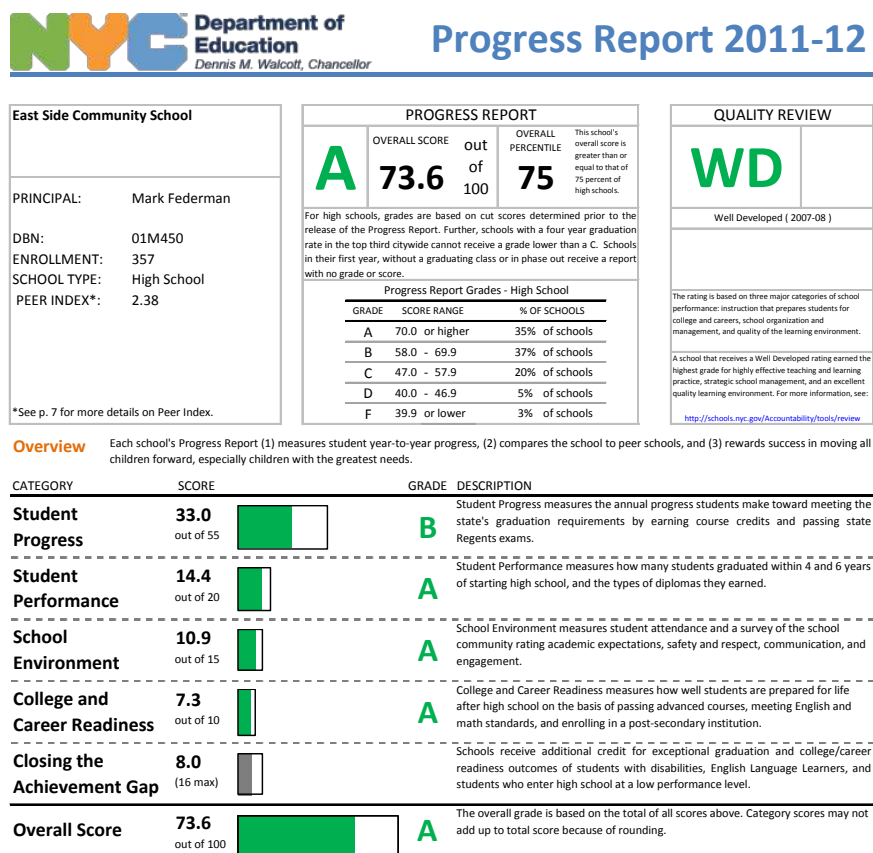 NYC
Department of
Education
Dennis M. Walcott, Chancellor
Progress Report 2011-12
East Side Community School
PRINCIPAL: Mark Federman
DBN: 01M450
ENROLLMENT: 357
SCHOOL TYPE: High School
PEER INDEX*: 2.38
*See p. 7 for more details on Peer Index.
PROGRESS REPORT
A
OVERALL SCORE
73.6
out
of
100
OVERALL
PERCENTILE
75
This school's
overall score is
greater than or
equal to that of
75 percent of
high schools.
For high schools, grades are based on cut scores determined prior to the
release of the Progress Report. Further, schools with a four year graduation
rate in the top third citywide cannot receive a grade lower than a C. Schools
in their first year, without a graduating class or in phase out receive a report
with no grade or score.
Progress Report Grades - High School
GRADE SCORE RANGE % OF SCHOOLS
A 70.0 or higher 35% of schools
B 58.0 - 69.9 37% of schools
C 47.0 - 57.9 20% of schools
D 40.0 - 46.9 5% of schools
F 39.9 or lower 3% of schools
QUALITY REVIEW
WD
Well Developed ( 2007-08 )
The rating is based on three major categories of school
performance: instruction that prepares students for
college and careers, school organization and
management, and quality of the learning environment.
A school that receives a Well Developed rating earned the
highest grade for highly effective teaching and learning
practice, strategic school management, and an excellent
quality learning environment. For more information, see:
http://schools.nyc.gov/Accountability/tools/review
Overview
Each school's Progress Report (1) measures student year-to-year progress, (2) compares the school to peer schools, and (3) rewards success in moving all
children forward, especially children with the greatest needs.
CATEGORY SCORE GRADE DESCRIPTION
Student
Progress
33.0
out of 55
B
Student Progress measures the annual progress students make toward meeting the
state's graduation requirements by earning course credits and passing state
Regents exams.
Student
Performance
14.4
out of 20
A
Student Performance measures how many students graduated within 4 and 6 years
of starting high school, and the types of diplomas they earned.
School
Environment
10.9
out of 15
A
School Environment measures student attendance and a survey of the school
community rating academic expectations, safety and respect, communication, and
engagement.
College and
Career Readiness
7.3
out of 10
A
College and Career Readiness measures how well students are prepared for life
after high school on the basis of passing advanced courses, meeting English and
math standards, and enrolling in a post-secondary institution.
Closing the
Achievement Gap
8.0
(16 max)
Schools receive additional credit for exceptional graduation and college/career
readiness outcomes of students with disabilities, English Language Learners, and
students who enter high school at a low performance level.
Overall Score
73.6
out of 100
A
The overall grade is based on the total of all scores above. Category scores may not
add up to total score because of rounding.